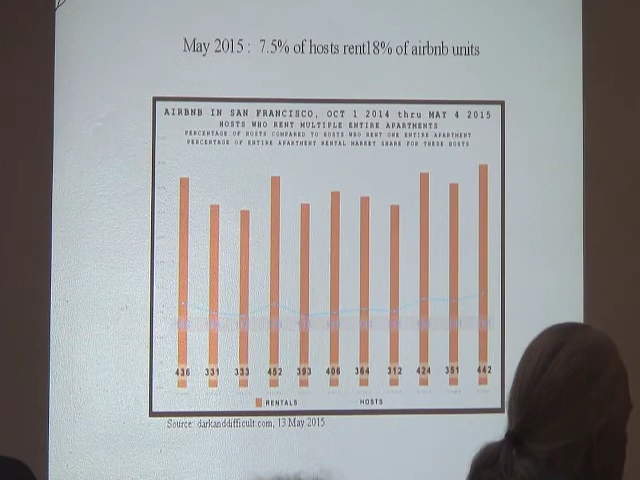 May 2015 : 7.5% of hosts rent18% of airbnb units
AIRBNB IN SAN FRANCISCO, OCT 1 2014 thru MAY 4 2015
HOSTS WHO RENT MULTIPLE ENTIRE APARTMENTS
PERCENTAGE OF HOSTS COMPARED TO HOSTS WHO RENT ONE ENTIRE APARTMENT
PERCENTAGE OF ENTIRE APARTMENT RENTAL MARKET SHARE FOR THESE HOSTS
436 331 333 452 393 406 364 312 424 351 442
RENTALS HOSTS
Source: darkanddifficult.com, 13 May 2015